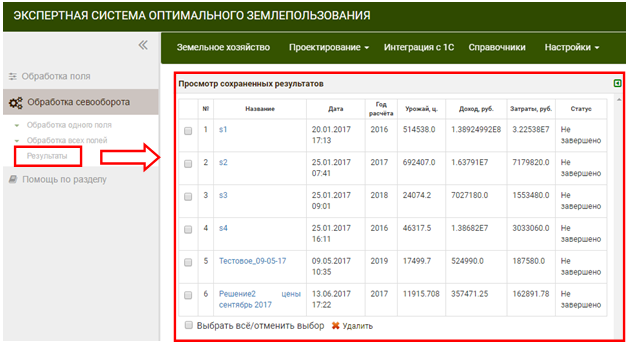 ЭКСПЕРТНАЯ СИСТЕМА ОПТИМАЛЬНОГО ЗЕМЛЕПОЛЬЗОВАНИЯ
Земельное хозяйство Проектирование Интеграция с 1С Справочники Настройки
Обработка поля
Обработка севооборота
Обработка одного поля
Обработка всех полей
Результаты
Помощь по разделу
Просмотр сохраненных результатов
№ Название Дата Год расчёта Урожай, ц. Доход, руб. Затраты, руб. Статус
1 s1 20.01.2017 2016 514538.0 1.38924992E8 3.22538E7 Не
17:13 завершено
2 s2 25.01.2017 2017 692407.0 1.63791E7 7179820.0 Не
07:41 завершено
3 s3 25.01.2017 2018 24074.2 7027180.0 1553480.0 Не
09:01 завершено
4 s4 25.01.2017 2016 46317.5 1.38682E7 3033060.0 Не
16:11 завершено
5 Тестовое_09-05-17 09.05.2017 2019 17499.7 524990.0 187580.0 Не
10:35 завершено
6 Решение2 цены 13.06.2017 2017 11915.708 357471.25 162891.78 Не
сентябрь 2017 17:22 завершено
Выбрать всё/отменить выбор Удалить